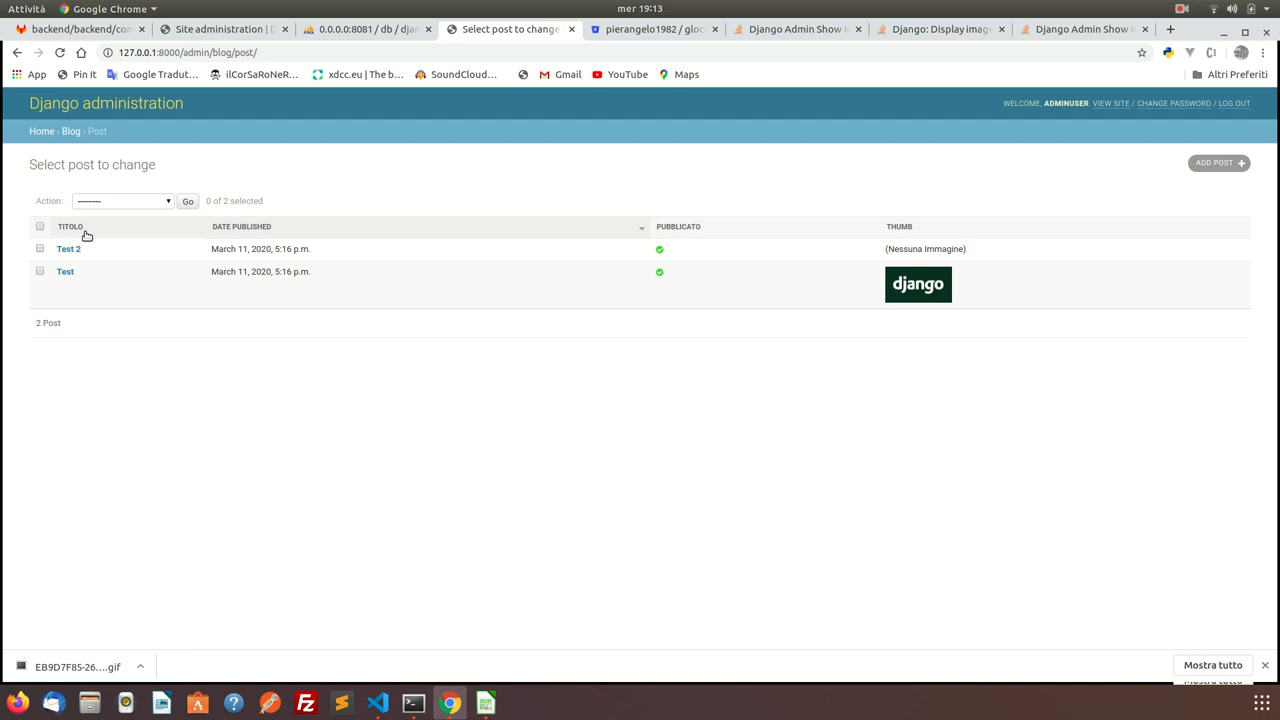 Attività
Google Chrome
mer 19:13
backend/backend/con
Site administration | D
0.0.0.0:8081 / db / djan
Select post to change
pierangelo1982 / gloc
Django Admin Show I
Django: Display image
Django Admin Show I
127.0.0.1:8000/admin/blog/post/
App
Pin It
Google Tradut...
ilCorSaRoNeR...
xdcc.eu | The b...
SoundCloud...
Gmail
YouTube
Maps
Altri Preferiti
Django administration
WELCOME, ADMINUSER. VIEW SITE / CHANGE PASSWORD / LOG OUT
Home › Blog › Post
Select post to change
ADD POST +
Action: --------- Go 0 of 2 selected
TITOLO DATE PUBLISHED PUBBLICATO THUMB
Test 2 March 11, 2020, 5:16 p.m. (Nessuna Immagine)
Test March 11, 2020, 5:16 p.m. django
2 Post
EB9D7F85-26....gif
Mostra tutto